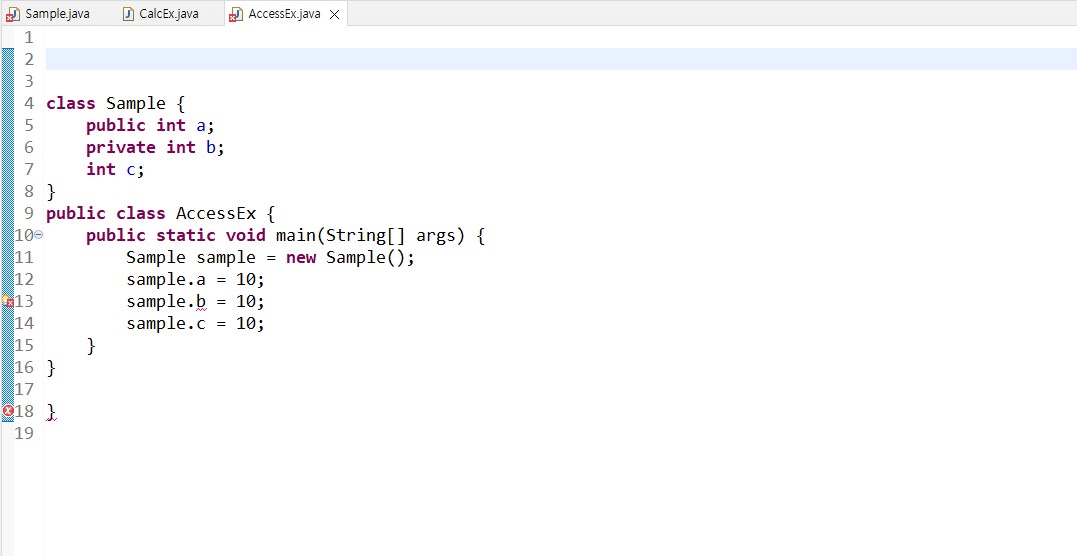 Sample.java CalcEx.java AccessEx.java
1
2
3
4 class Sample {
5     public int a;
6     private int b;
7     int c;
8 }
9 public class AccessEx {
10     public static void main(String[] args) {
11         Sample sample = new Sample();
12         sample.a = 10;
13         sample.b = 10;
14         sample.c = 10;
15     }
16 }
17
18 }
19